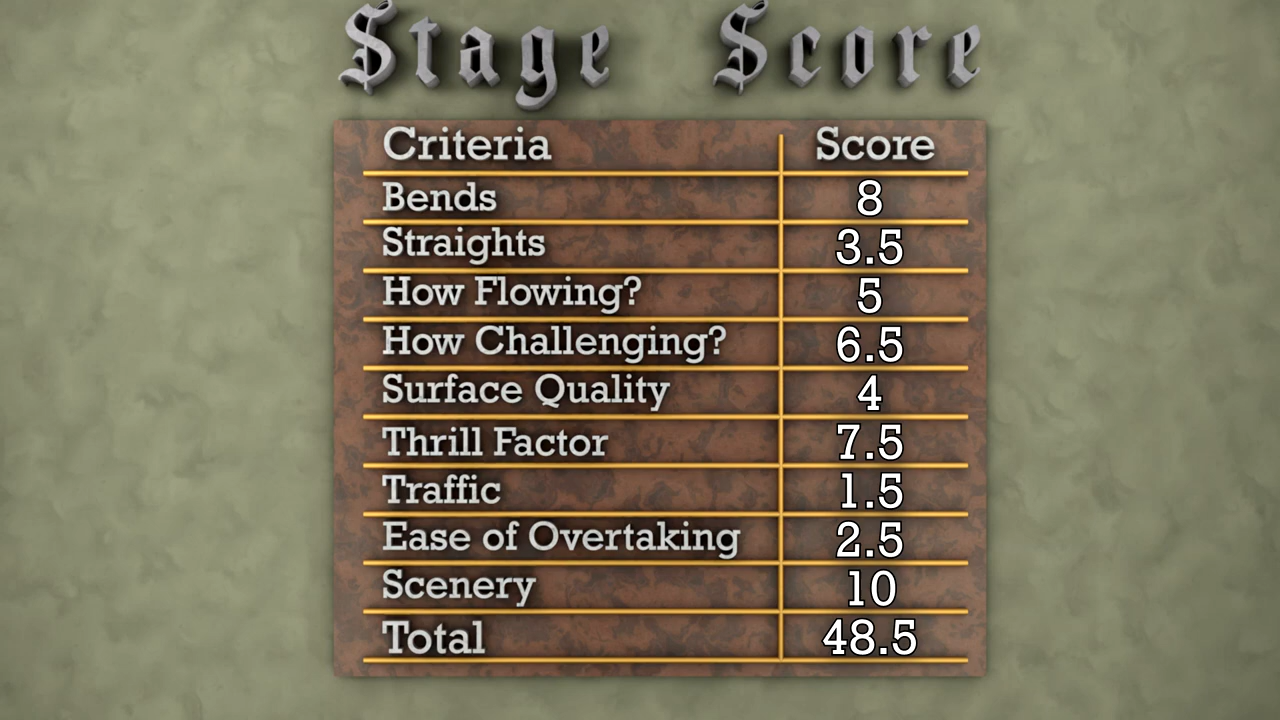 Stage Score
Criteria Score
Bends 8
Straights 3.5
How Flowing? 5
How Challenging? 6.5
Surface Quality 4
Thrill Factor 7.5
Traffic 1.5
Ease of Overtaking 2.5
Scenery 10
Total 48.5